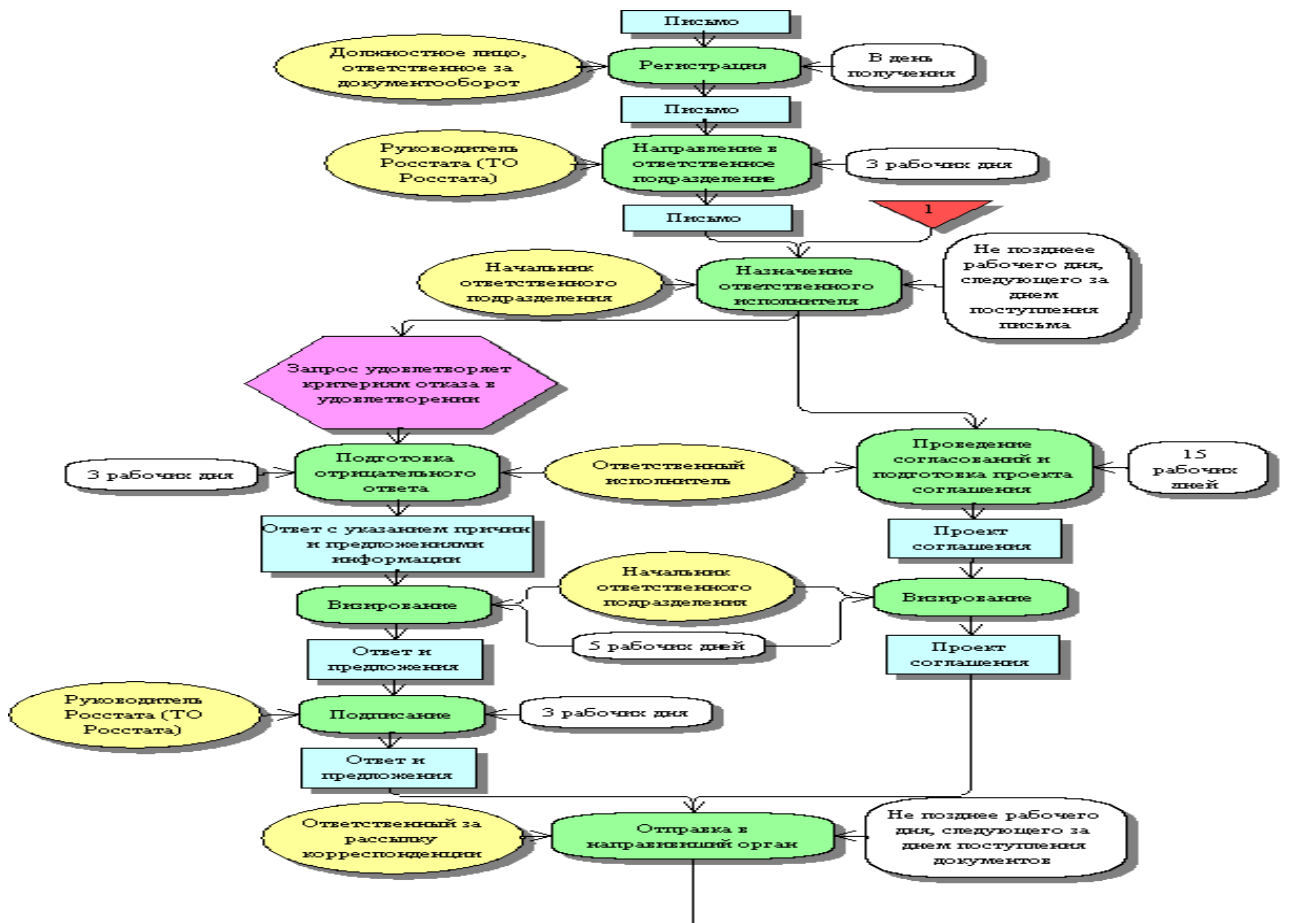 Письмо
Должностное лицо,
ответственное за
документооборот
Регистрация
В день
получения
Письмо
Руководитель
Росстата (ТО
Росстата)
Направление в
ответственное
подразделение
3 рабочих дня
Письмо
1
Начальник
ответственного
подразделения
Назначение
ответственного
исполнителя
Не позднеее
рабочего дня,
следующего за
днем
поступления
письма
Запрос удовлетворяет
критериям отказа в
удовлетворении
3 рабочих дня
Подготовка
отрицательного
ответа
Ответственный
исполнитель
Проведение
согласований и
подготовка проекта
соглашения
15
рабочих
дней
Ответ с указанием причин
и предложениями
информации
Проект
соглашения
Визирование
Начальник
ответственного
подразделения
Визирование
5 рабочих дней
Ответ и
предложения
Проект
соглашения
Руководитель
Росстата (ТО
Росстата)
Подписание
3 рабочих дня
Ответ и
предложения
Ответственный за
рассылку
корреспонденции
Отправка в
направивший орган
Не позднее рабочего
дня, следующего за
днем поступления
документов